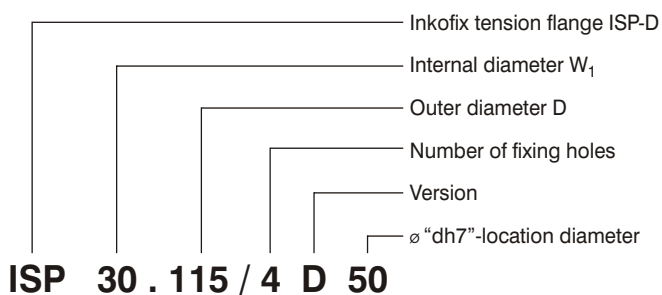 Inkofix tension flange ISP-D
Internal diameter W₁
Outer diameter D
Number of fixing holes
Version
ø “dh7”-location diameter
ISP 30 . 115 / 4 D 50